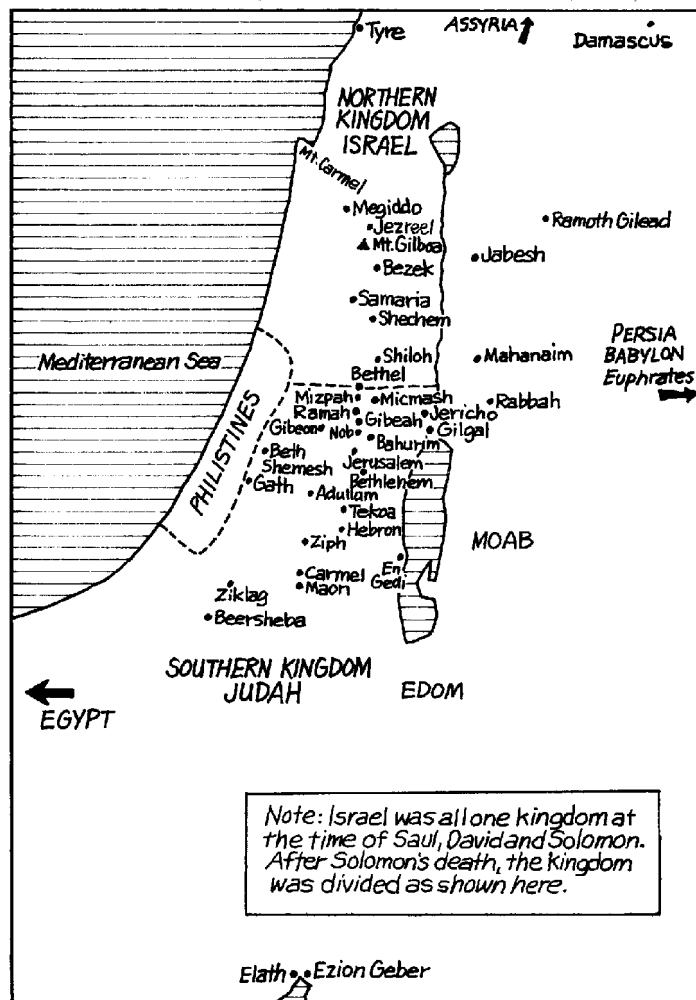 Tyre
ASSYRIA
Damascus
NORTHERN
KINGDOM
ISRAEL
Mt. Carmel
Megiddo
Jezreel
Mt. Gilboa
Bezek
Ramoth Gilead
Jabesh
Samaria
Shechem
Mediterranean Sea
Shiloh
Mahanaim
PERSIA
BABYLON
Euphrates
Bethel
Mizpah
Micmash
Rabbah
Ramah
Gibeah
Jericho
Gibeon
Nob
Gilgal
Bahurim
PHILISTINES
Beth
Shemesh
Jerusalem
Gath
Bethlehem
Adullam
Tekoa
Hebron
Ziph
MOAB
Carmel
Maon
En
Gedi
Ziklag
Beersheba
SOUTHERN KINGDOM
JUDAH
EDOM
EGYPT
Note: Israel was all one kingdom at
the time of Saul, David and Solomon.
After Solomon's death, the kingdom
was divided as shown here.
Elath
Ezion Geber